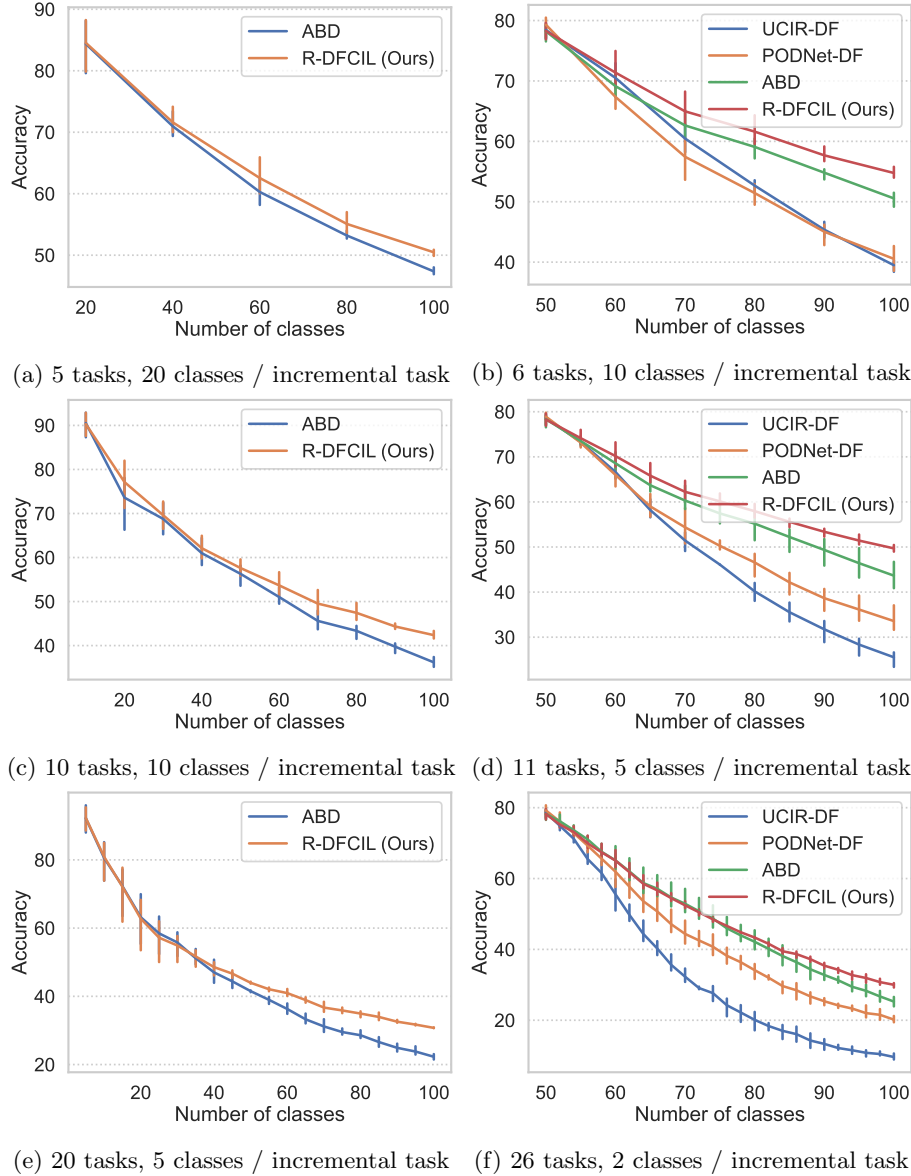 90
80
70
60
50
Accuracy
20 40 60 80 100
Number of classes
ABD
R-DFCIL (Ours)
(a) 5 tasks, 20 classes / incremental task
80
70
60
50
40
Accuracy
50 60 70 80 90 100
Number of classes
UCIR-DF
PODNet-DF
ABD
R-DFCIL (Ours)
(b) 6 tasks, 10 classes / incremental task
90
80
70
60
50
40
Accuracy
20 40 60 80 100
Number of classes
ABD
R-DFCIL (Ours)
(c) 10 tasks, 10 classes / incremental task
80
70
60
50
40
30
Accuracy
50 60 70 80 90 100
Number of classes
UCIR-DF
PODNet-DF
ABD
R-DFCIL (Ours)
(d) 11 tasks, 5 classes / incremental task
80
60
40
20
Accuracy
20 40 60 80 100
Number of classes
ABD
R-DFCIL (Ours)
(e) 20 tasks, 5 classes / incremental task
80
60
40
20
Accuracy
50 60 70 80 90 100
Number of classes
UCIR-DF
PODNet-DF
ABD
R-DFCIL (Ours)
(f) 26 tasks, 2 classes / incremental task